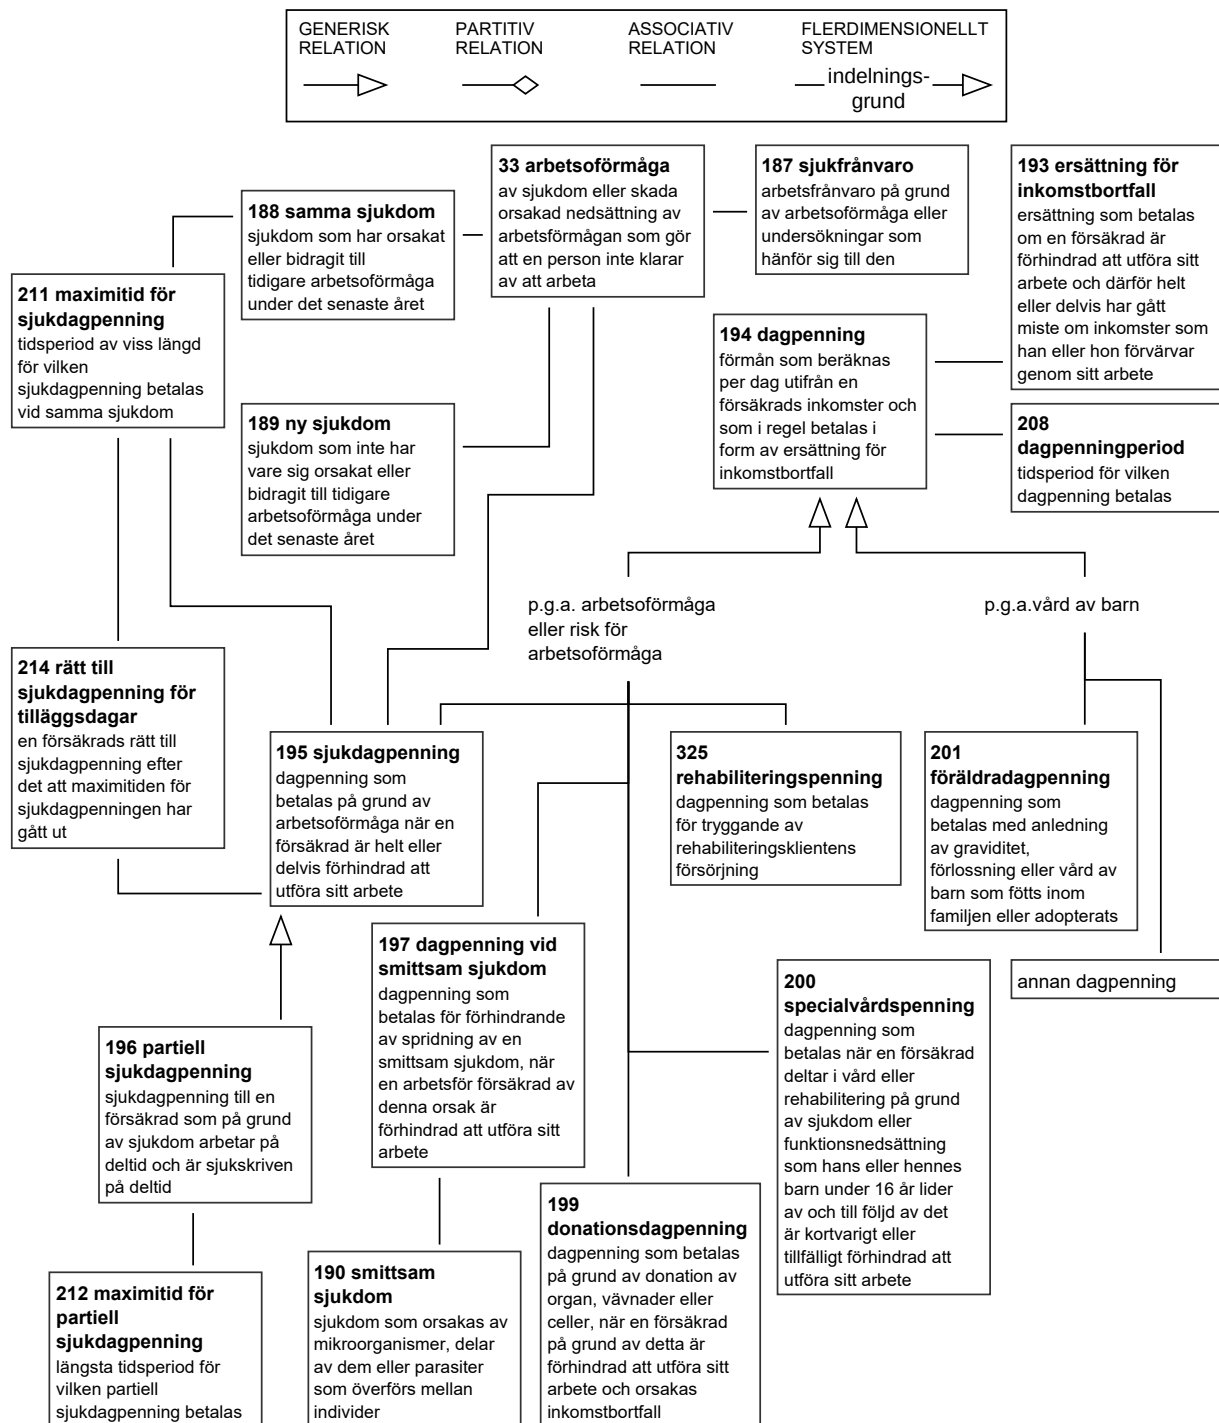 GENERISK
RELATION
PARTITIV
RELATION
ASSOCIATIV
RELATION
FLERDIMENSIONELLT
SYSTEM
indelnings-
grund
33 arbetsoförmåga
av sjukdom eller skada
orsakad nedsättning av
arbetsförmågan som gör
att en person inte klarar
av att arbeta
187 sjukfrånvaro
arbetsfrånvaro på grund
av arbetsoförmåga eller
undersökningar som
hänför sig till den
193 ersättning för
inkomstbortfall
ersättning som betalas
om en försäkrad är
förhindrad att utföra sitt
arbete och därför helt
eller delvis har gått
miste om inkomster som
han eller hon förvärvar
genom sitt arbete
188 samma sjukdom
sjukdom som har orsakat
eller bidragit till
tidigare arbetsoförmåga
under det senaste året
211 maximitid för
sjukdagpenning
tidsperiod av viss längd
för vilken
sjukdagpenning betalas
vid samma sjukdom
194 dagpenning
förmån som beräknas
per dag utifrån en
försäkrads inkomster och
som i regel betalas i
form av ersättning för
inkomstbortfall
189 ny sjukdom
sjukdom som inte har
vare sig orsakat eller
bidragit till tidigare
arbetsoförmåga under
det senaste året
208
dagpenningperiod
tidsperiod för vilken
dagpenning betalas
p.g.a. arbetsoförmåga
eller risk för
arbetsoförmåga
p.g.a.vård av barn
214 rätt till
sjukdagpenning för
tilläggsdagar
en försäkrads rätt till
sjukdagpenning efter
det att maximitiden för
sjukdagpenningen har
gått ut
195 sjukdagpenning
dagpenning som
betalas på grund av
arbetsoförmåga när en
försäkrad är helt eller
delvis förhindrad att
utföra sitt arbete
325
rehabiliteringspenning
dagpenning som betalas
för tryggande av
rehabiliteringsklientens
försörjning
201
föräldradagpenning
dagpenning som
betalas med anledning
av graviditet,
förlossning eller vård av
barn som fötts inom
familjen eller adopterats
197 dagpenning vid
smittsam sjukdom
dagpenning som
betalas för förhindrande
av spridning av en
smittsam sjukdom, när
en arbetsför försäkrad av
denna orsak är
förhindrad att utföra sitt
arbete
200
specialvårdspenning
dagpenning som
betalas när en försäkrad
deltar i vård eller
rehabilitering på grund
av sjukdom eller
funktionsnedsättning
som hans eller hennes
barn under 16 år lider
av och till följd av det
är kortvarigt eller
tillfälligt förhindrad att
utföra sitt arbete
annan dagpenning
196 partiell
sjukdagpenning
sjukdagpenning till en
försäkrad som på grund
av sjukdom arbetar på
deltid och är sjukskriven
på deltid
199
donationsdagpenning
dagpenning som betalas
på grund av donation av
organ, vävnader eller
celler, när en försäkrad
på grund av detta är
förhindrad att utföra sitt
arbete och orsakas
inkomstbortfall
190 smittsam
sjukdom
sjukdom som orsakas av
mikroorganismer, delar
av dem eller parasiter
som överförs mellan
individer
212 maximitid för
partiell
sjukdagpenning
längsta tidsperiod för
vilken partiell
sjukdagpenning betalas